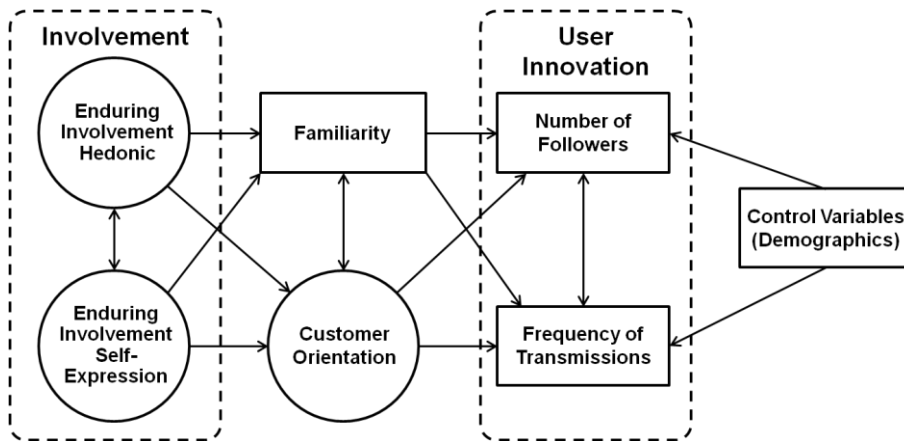 Involvement
User
Innovation
Enduring
Involvement
Hedonic
Familiarity
Number of
Followers
Control Variables
(Demographics)
Enduring
Involvement
Self-
Expression
Customer
Orientation
Frequency of
Transmissions